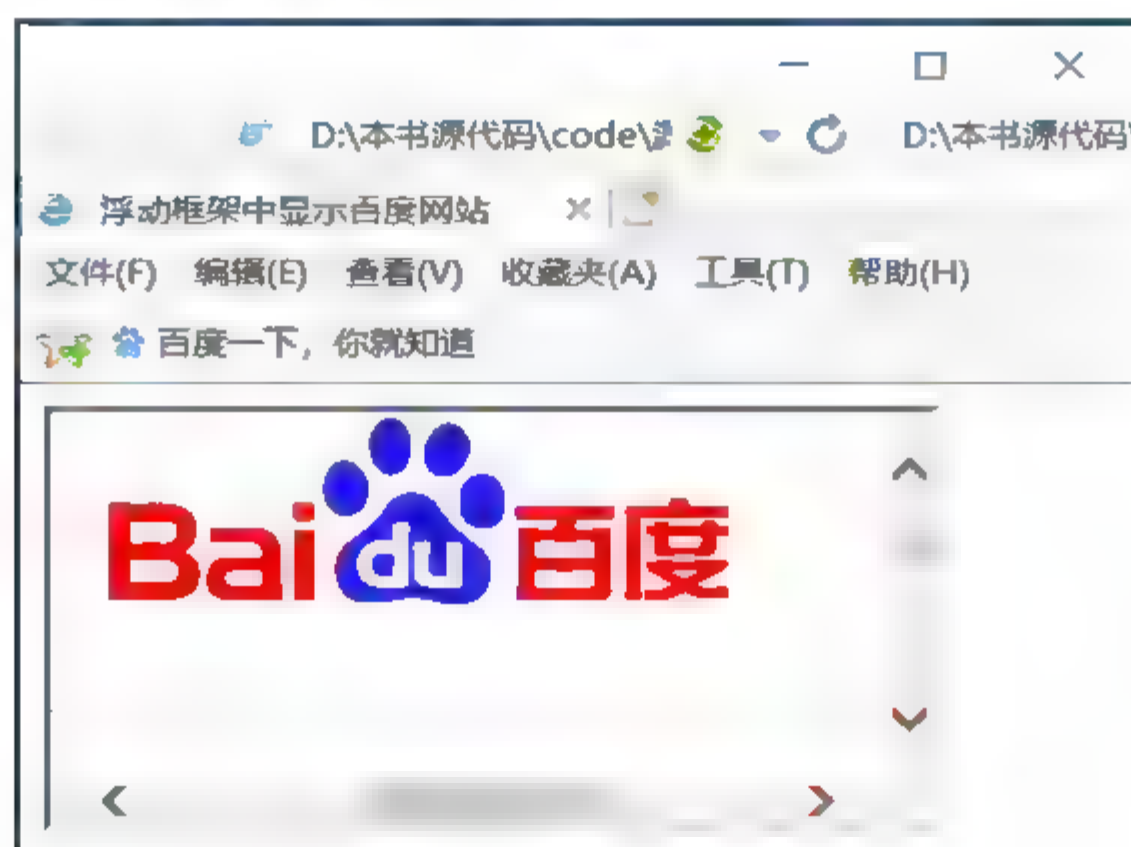 D:\本书源代码\code\ D:\本书源代码\
浮动框架中显示百度网站
文件(F) 编辑(E) 查看(V) 收藏夹(A) 工具(T) 帮助(H)
百度一下，你就知道
Bai du 百度